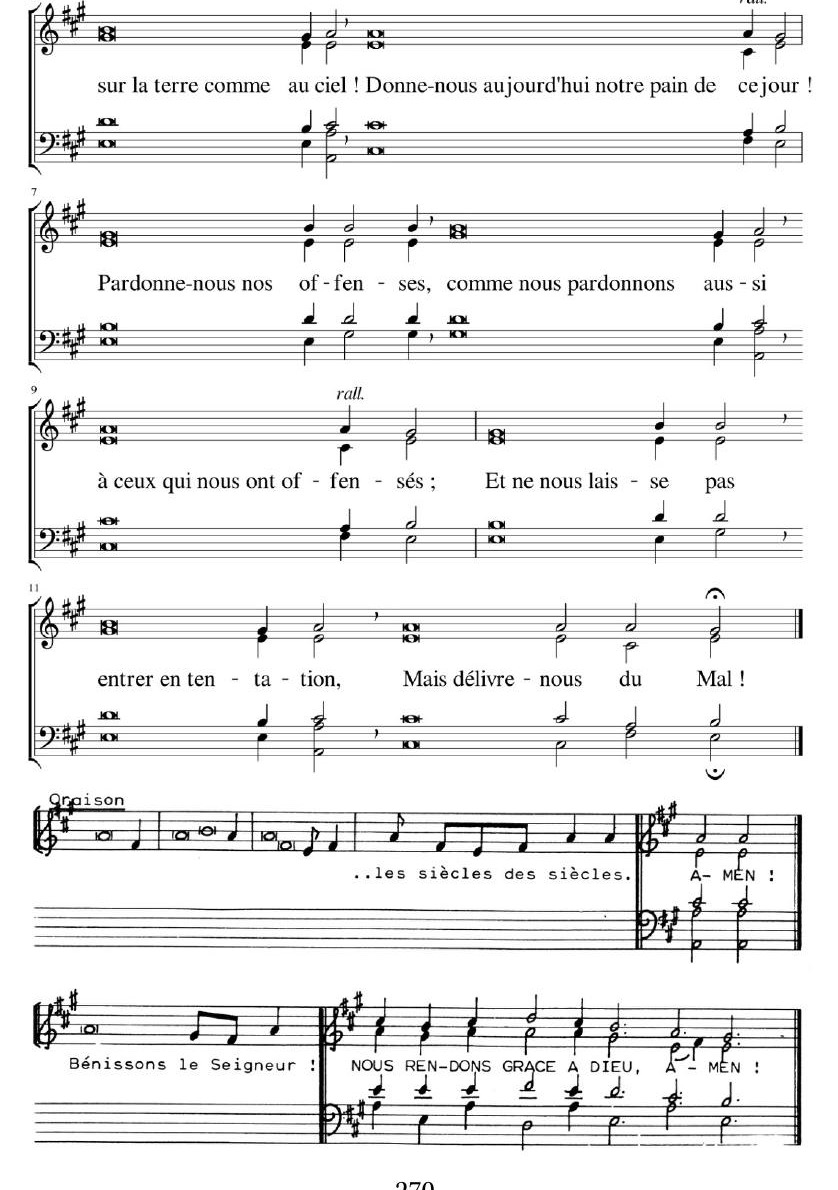 rall.
sur la terre comme au ciel ! Donne-nous aujourd'hui notre pain de ce jour !
7
Pardonne-nous nos of - fen - ses, comme nous pardonnons aus - si
9
rall.
à ceux qui nous ont of - fen - sés ; Et ne nous lais - se pas
11
entrer en ten - ta - tion, Mais délivre - nous du Mal !
Oraison
..les siècles des siècles. A- MEN !
Bénissons le Seigneur ! NOUS REN-DONS GRACE A DIEU, A - MEN !
270